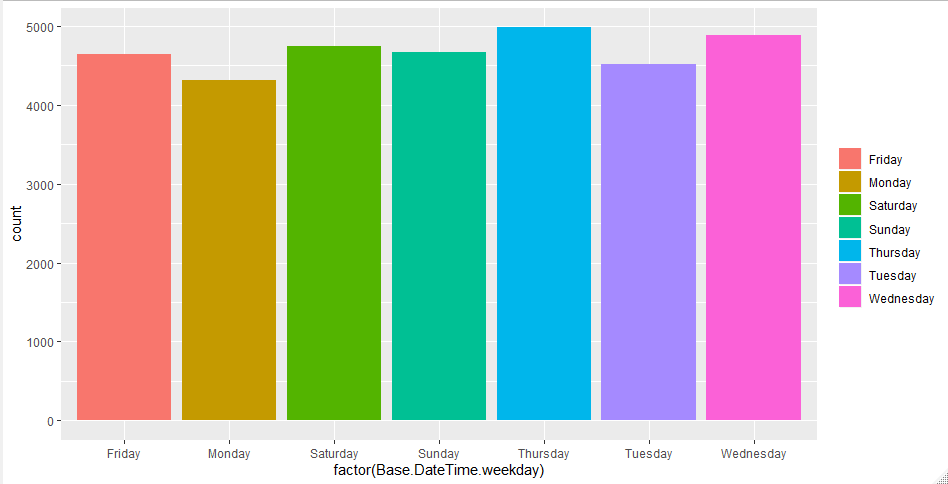 5000
4000
3000
2000
1000
0
count
Friday
Monday
Saturday
Sunday
Thursday
Tuesday
Wednesday
factor(Base.DateTime.weekday)
Friday
Monday
Saturday
Sunday
Thursday
Tuesday
Wednesday